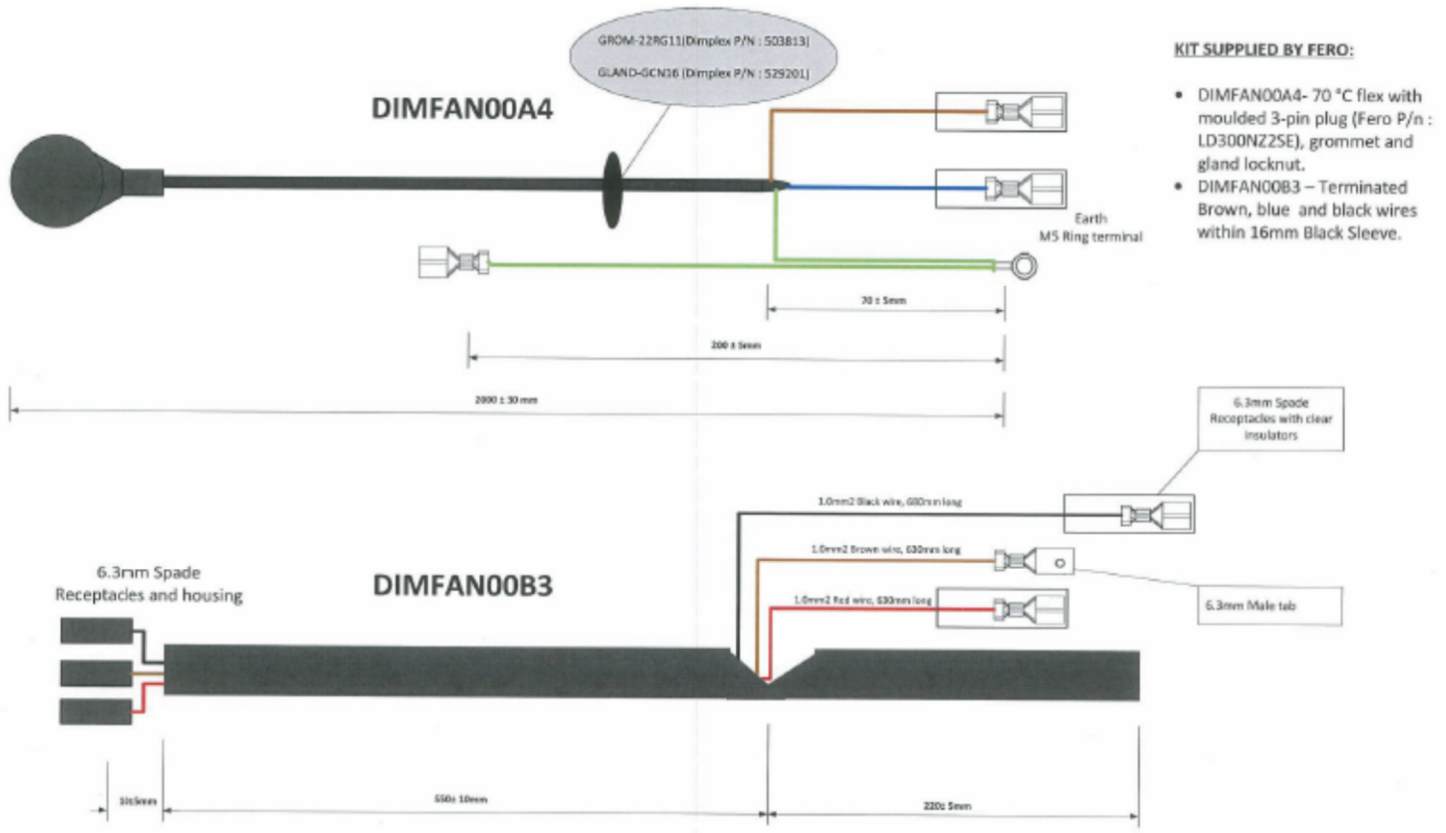 GROM-22RG11(Dimplex P/N : 503813)
GLAND-GCN16 (Dimplex P/N : 529201)
DIMFAN00A4
KIT SUPPLIED BY FERO:
• DIMFAN00A4- 70 °C flex with
moulded 3-pin plug (Fero P/n :
LD300NZ2SE), grommet and
gland locknut.
• DIMFAN00B3 – Terminated
Brown, blue and black wires
within 16mm Black Sleeve.
Earth
M5 Ring terminal
70 ± 5mm
200 ± 5mm
2000 ± 30 mm
6.3mm Spade
Receptacles with clear
insulators
1.0mm2 Black wire, 680mm long
1.0mm2 Brown wire, 630mm long
1.0mm2 Red wire, 630mm long
6.3mm Male tab
6.3mm Spade
Receptacles and housing
DIMFAN00B3
10±5mm
550± 10mm
220± 5mm